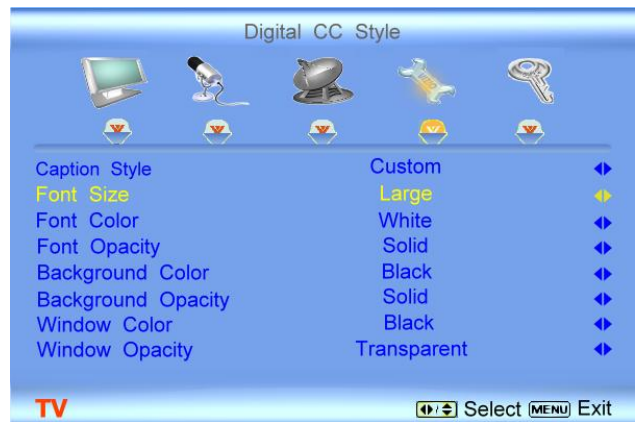 Digital CC Style
Caption Style Custom
Font Size Large
Font Color White
Font Opacity Solid
Background Color Black
Background Opacity Solid
Window Color Black
Window Opacity Transparent
TV Select MENU Exit